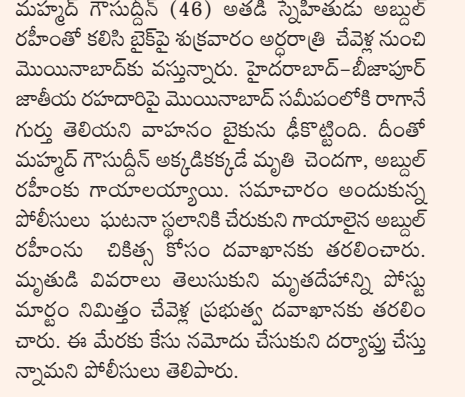 మహ్మద్ గౌసుద్దీన్ (46) అతడి స్నేహితుడు అబ్దుల్
రహీంతో కలిసి బైక్‌పై శుక్రవారం అర్ధరాత్రి చేవెళ్ల నుంచి
మొయినాబాద్‌కు వస్తున్నారు. హైదరాబాద్-బీజాపూర్
జాతీయ రహదారిపై మొయినాబాద్ సమీపంలోకి రాగానే
గుర్తు తెలియని వాహనం బైకును ఢీకొట్టింది. దీంతో
మహ్మద్ గౌసుద్దీన్ అక్కడికక్కడే మృతి చెందగా, అబ్దుల్
రహీంకు గాయాలయ్యాయి. సమాచారం అందుకున్న
పోలీసులు ఘటనా స్థలానికి చేరుకుని గాయాలైన అబ్దుల్
రహీంను చికిత్స కోసం దవాఖానకు తరలించారు.
మృతుడి వివరాలు తెలుసుకుని మృతదేహాన్ని పోస్టు
మార్టం నిమిత్తం చేవెళ్ల ప్రభుత్వ దవాఖానకు తరలిం
చారు. ఈ మేరకు కేసు నమోదు చేసుకుని దర్యాప్తు చేస్తు
న్నామని పోలీసులు తెలిపారు.